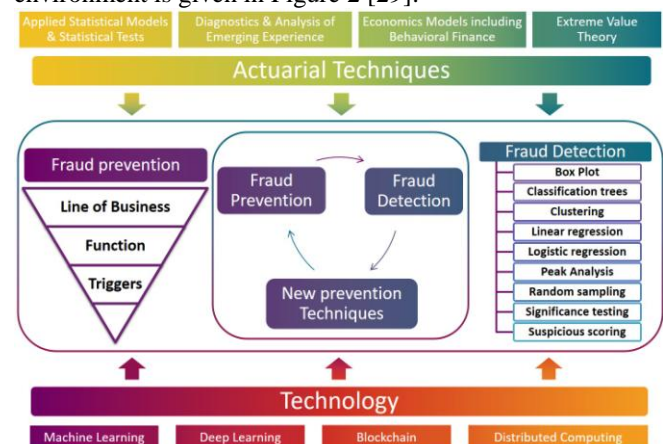 environment is given in Figure 2 [29].
Applied Statistical Models
& Statistical Tests
Diagnostics & Analysis of
Emerging Experience
Economics Models including
Behavioral Finance
Extreme Value
Theory
Actuarial Techniques
Fraud prevention
Line of Business
Function
Triggers
Fraud
Prevention
Fraud
Detection
New prevention
Techniques
Fraud Detection
Box Plot
Classification trees
Clustering
Linear regression
Logistic regression
Peak Analysis
Random sampling
Significance testing
Suspicious scoring
Technology
Machine Learning
Deep Learning
Blockchain
Distributed Computing